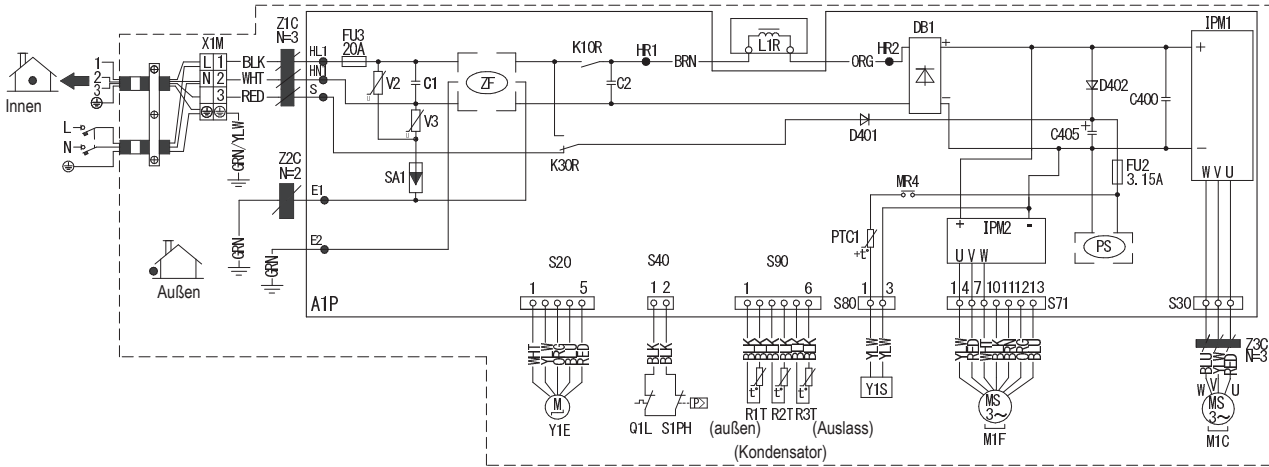 Z1C
N=3
FU3
20A
HL1
HN1
S
X1M
L 1
N 2
3
BLK
WHT
RED
GRN/YLW
1
2
3
Innen
L
N
Z2C
N=2
E1
E2
GRN
GRN
Außen
A1P
V2
C1
V3
SA1
ZF
K10R
K30R
HR1
C2
BRN
L1R
ORG
HR2
DB1
+
-
D401
D402
C400
C405
+
FU2
3.15A
IPM1
+
-
W V U
MR4
PTC1
+t°
+
-
IPM2
U V W
PS
S20
1 5
WHT
YLW
ORG
BLU
RED
M
Y1E
S40
1 2
BLK
BLK
Q1L
S1PH
P>
S90
1 6
BLK
BLK
BLK
BLK
BLK
BLK
t°
t°
t°
R1T
R2T
R3T
(außen)
(Kondensator)
(Auslass)
S80
1 3
YLW
YLW
Y1S
1 4 7 10 11 12 13
S71
YLW
RED
WHT
BLK
BRN
ORG
BLU
MS
3~
M1F
S30
Z3C
N=3
BLU
YLW
RED
W V U
MS
3~
M1C